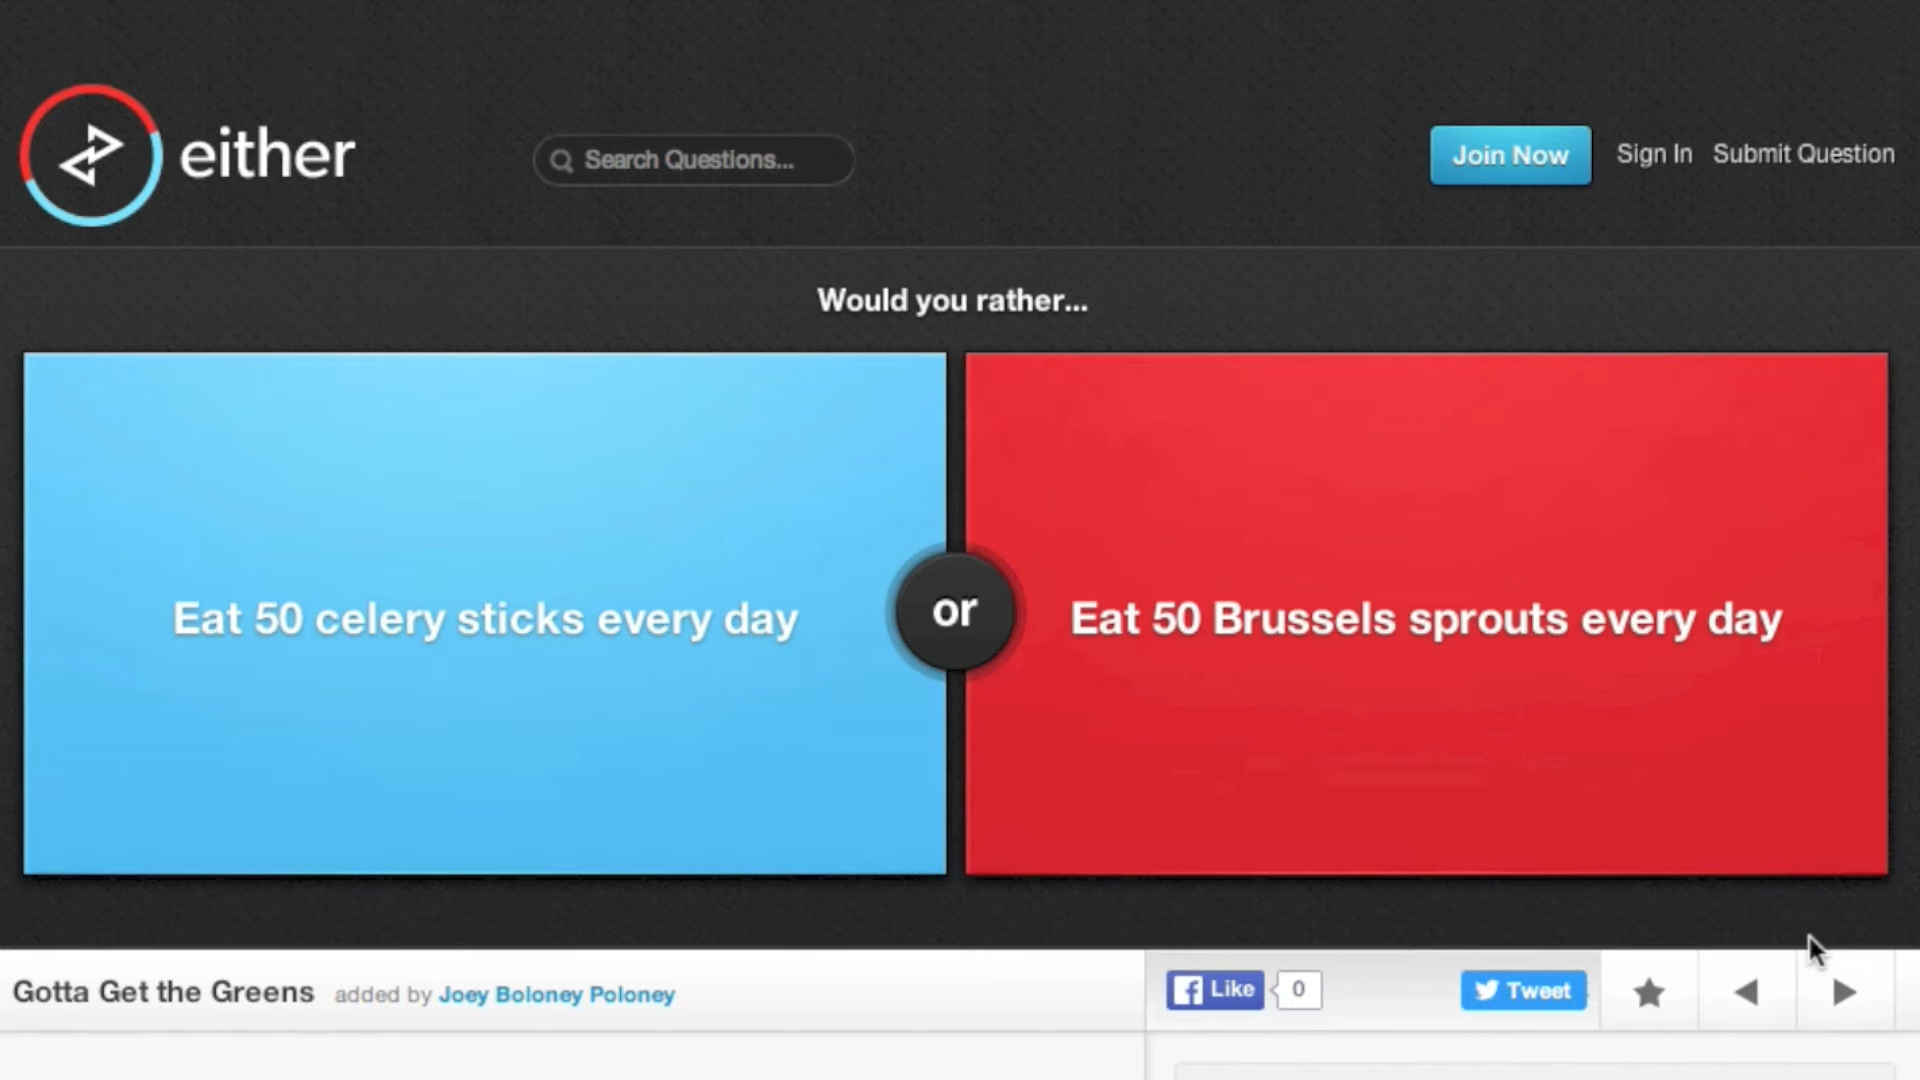 either
Search Questions...
Join Now
Sign In
Submit Question
Would you rather...
Eat 50 celery sticks every day
or
Eat 50 Brussels sprouts every day
Gotta Get the Greens added by Joey Boloney Poloney
Like
0
Tweet